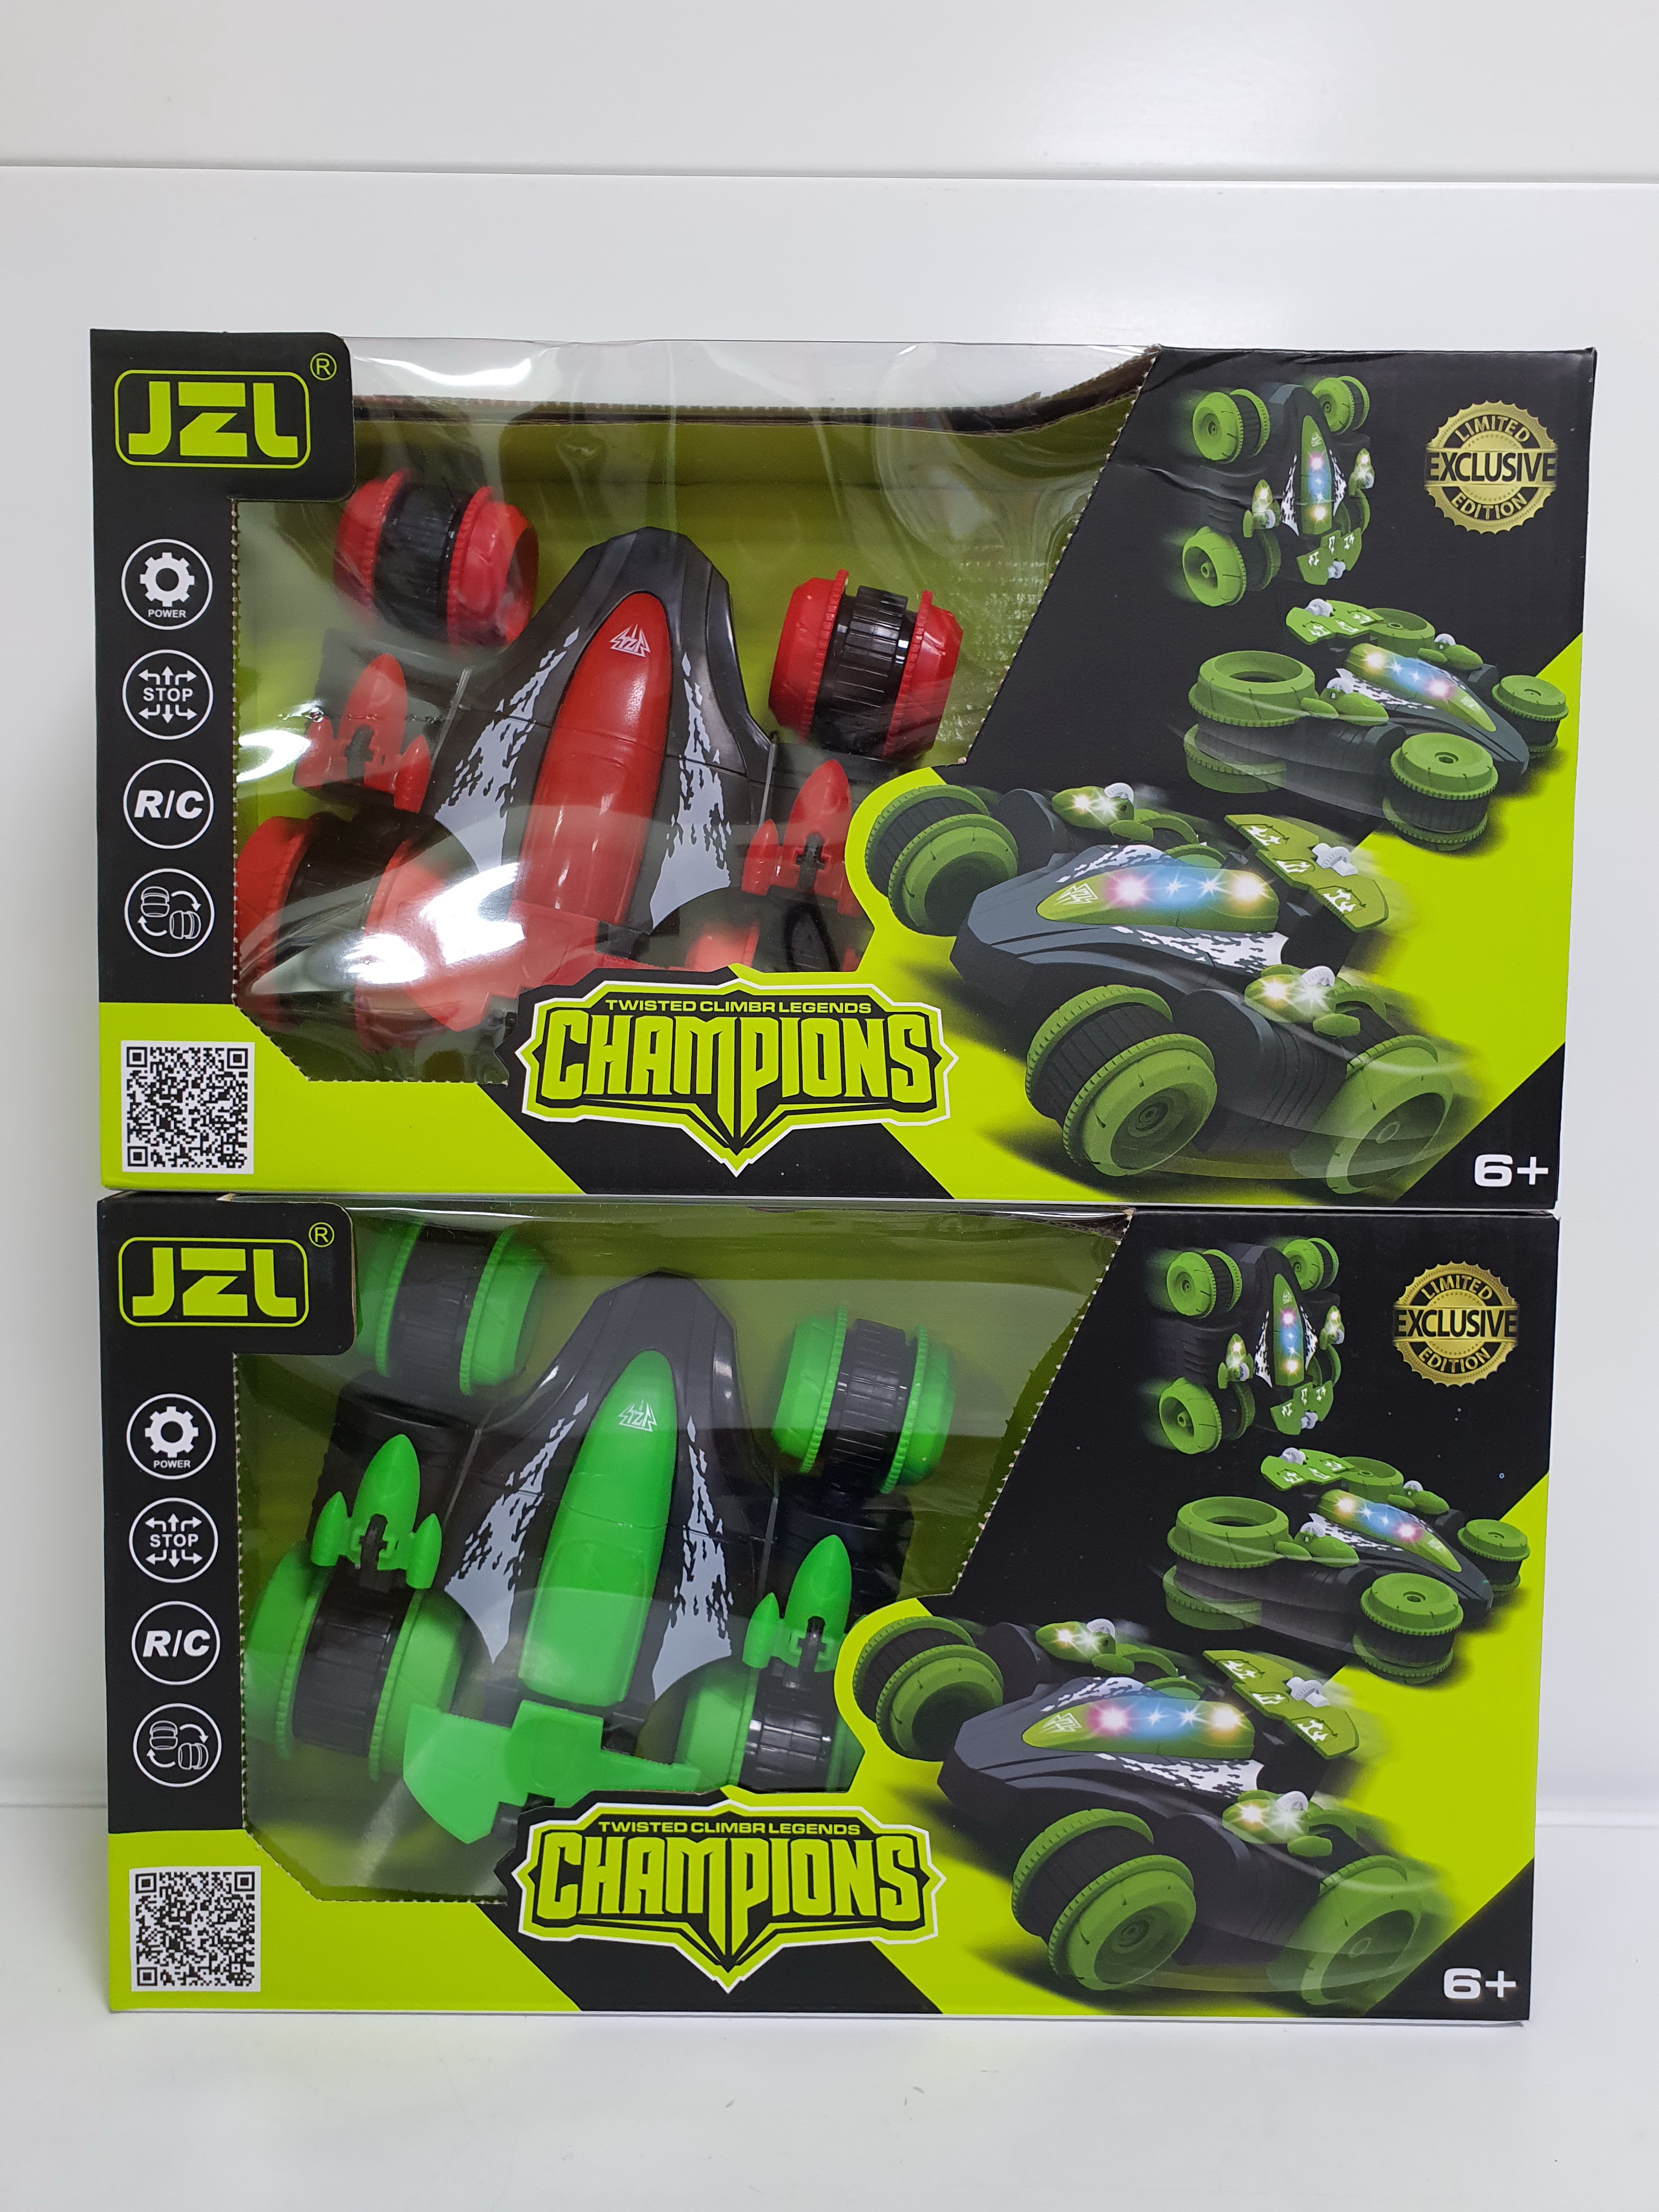 JZL®
POWER
STOP
R/C
LIMITED
EXCLUSIVE
EDITION
TWISTED CLIMBR LEGENDS
CHAMPIONS
6+
JZL®
POWER
STOP
R/C
LIMITED
EXCLUSIVE
EDITION
TWISTED CLIMBR LEGENDS
CHAMPIONS
6+